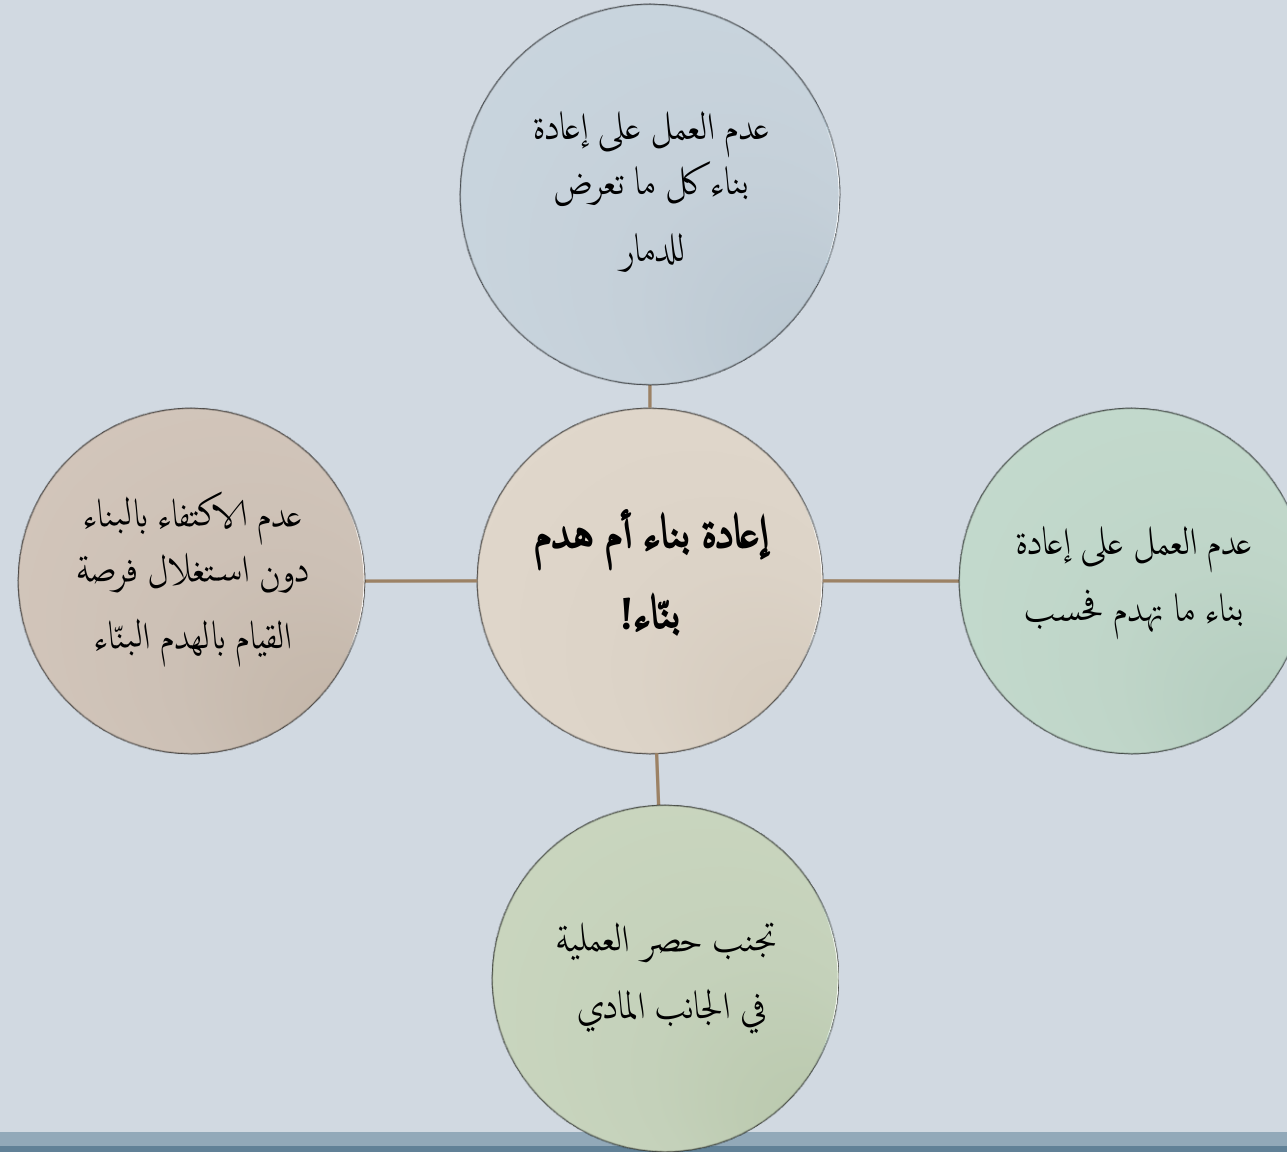 عدم العمل على إعادة
بناء كل ما تعرض
للدمار
عدم العمل على إعادة
بناء ما تهدم فحسب
إعادة بناء أم هدم
بنّاء!
عدم الاكتفاء بالبناء
دون استغلال فرصة
القيام بالهدم البنّاء
تجنب حصر العملية
في الجانب المادي